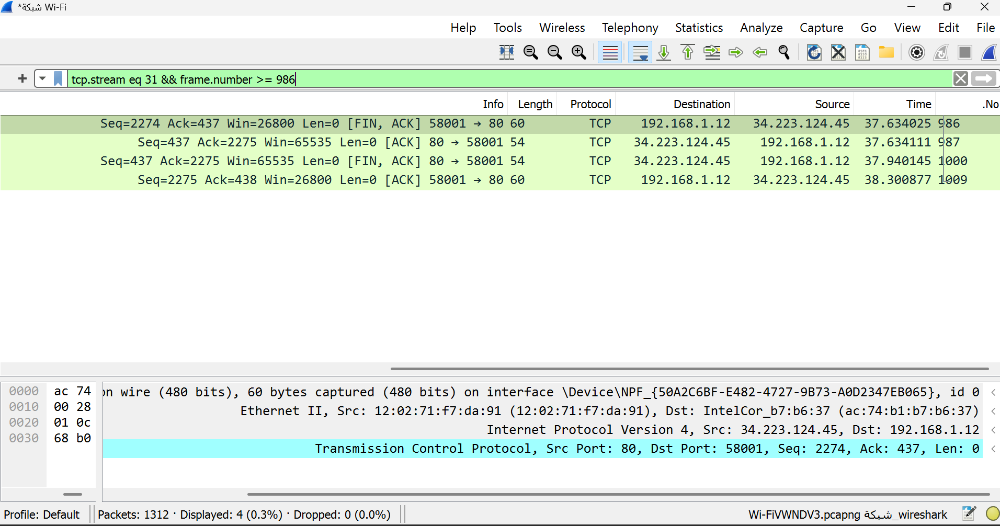 *شبكة Wi-Fi
Help Tools Wireless Telephony Statistics Analyze Capture Go View Edit File
tcp.stream eq 31 && frame.number >= 986
Info Length Protocol Destination Source Time .No
Seq=2274 Ack=437 Win=26800 Len=0 [FIN, ACK] 58001 → 80 60 TCP 192.168.1.12 34.223.124.45 37.634025 986
Seq=437 Ack=2275 Win=65535 Len=0 [ACK] 80 → 58001 54 TCP 34.223.124.45 192.168.1.12 37.634111 987
Seq=437 Ack=2275 Win=65535 Len=0 [FIN, ACK] 80 → 58001 54 TCP 34.223.124.45 192.168.1.12 37.940145 1000
Seq=2275 Ack=438 Win=26800 Len=0 [ACK] 58001 → 80 60 TCP 192.168.1.12 34.223.124.45 38.300877 1009
0000 ac 74
0010 00 28
0020 01 0c
0030 68 b0
on wire (480 bits), 60 bytes captured (480 bits) on interface \Device\NPF_{50A2C6BF-E482-4727-9B73-A0D2347EB065}, id 0
Ethernet II, Src: 12:02:71:f7:da:91 (12:02:71:f7:da:91), Dst: IntelCor_b7:b6:37 (ac:74:b1:b7:b6:37)
Internet Protocol Version 4, Src: 34.223.124.45, Dst: 192.168.1.12
Transmission Control Protocol, Src Port: 80, Dst Port: 58001, Seq: 2274, Ack: 437, Len: 0
Profile: Default
Packets: 1312 · Displayed: 4 (0.3%) · Dropped: 0 (0.0%)
Wi-FiVWNDV3.pcapng شبكة_wireshark